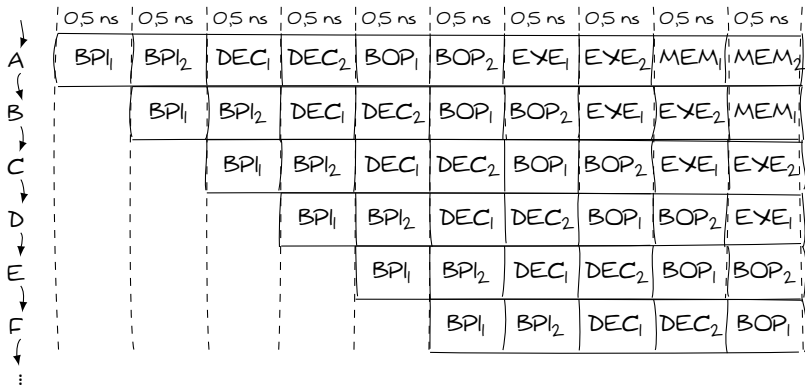 0,5 ns 0,5 ns 0,5 ns 0,5 ns 0,5 ns 0,5 ns 0,5 ns 0,5 ns 0,5 ns 0,5 ns
A BPI₁ BPI₂ DEC₁ DEC₂ BOP₁ BOP₂ EXE₁ EXE₂ MEM₁ MEM₂
B BPI₁ BPI₂ DEC₁ DEC₂ BOP₁ BOP₂ EXE₁ EXE₂ MEM₁
C BPI₁ BPI₂ DEC₁ DEC₂ BOP₁ BOP₂ EXE₁ EXE₂
D BPI₁ BPI₂ DEC₁ DEC₂ BOP₁ BOP₂ EXE₁
E BPI₁ BPI₂ DEC₁ DEC₂ BOP₁ BOP₂
F BPI₁ BPI₂ DEC₁ DEC₂ BOP₁
⋮